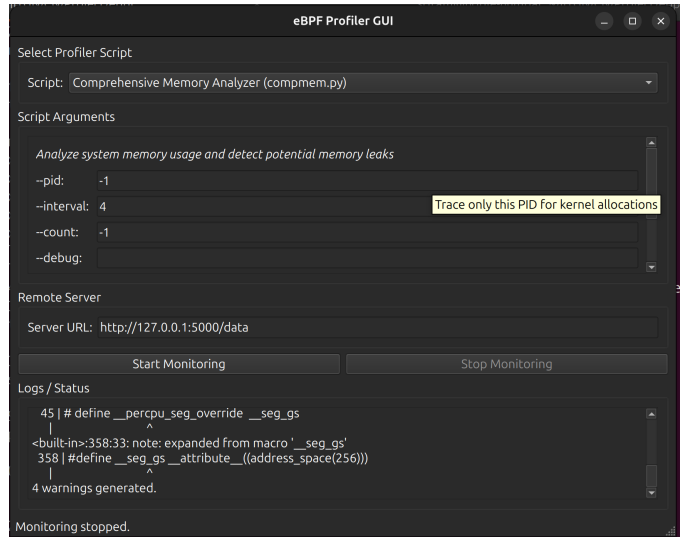 eBPF Profiler GUI
Select Profiler Script
Script: Comprehensive Memory Analyzer (compmem.py)
Script Arguments
Analyze system memory usage and detect potential memory leaks
--pid: -1
--interval: 4
Trace only this PID for kernel allocations
--count: -1
--debug:
Remote Server
Server URL: http://127.0.0.1:5000/data
Start Monitoring
Stop Monitoring
Logs / Status
45 | # define __percpu_seg_override __seg_gs
| ^
<built-in>:358:33: note: expanded from macro '__seg_gs'
358 | #define __seg_gs __attribute__((address_space(256)))
| ^
4 warnings generated.
Monitoring stopped.